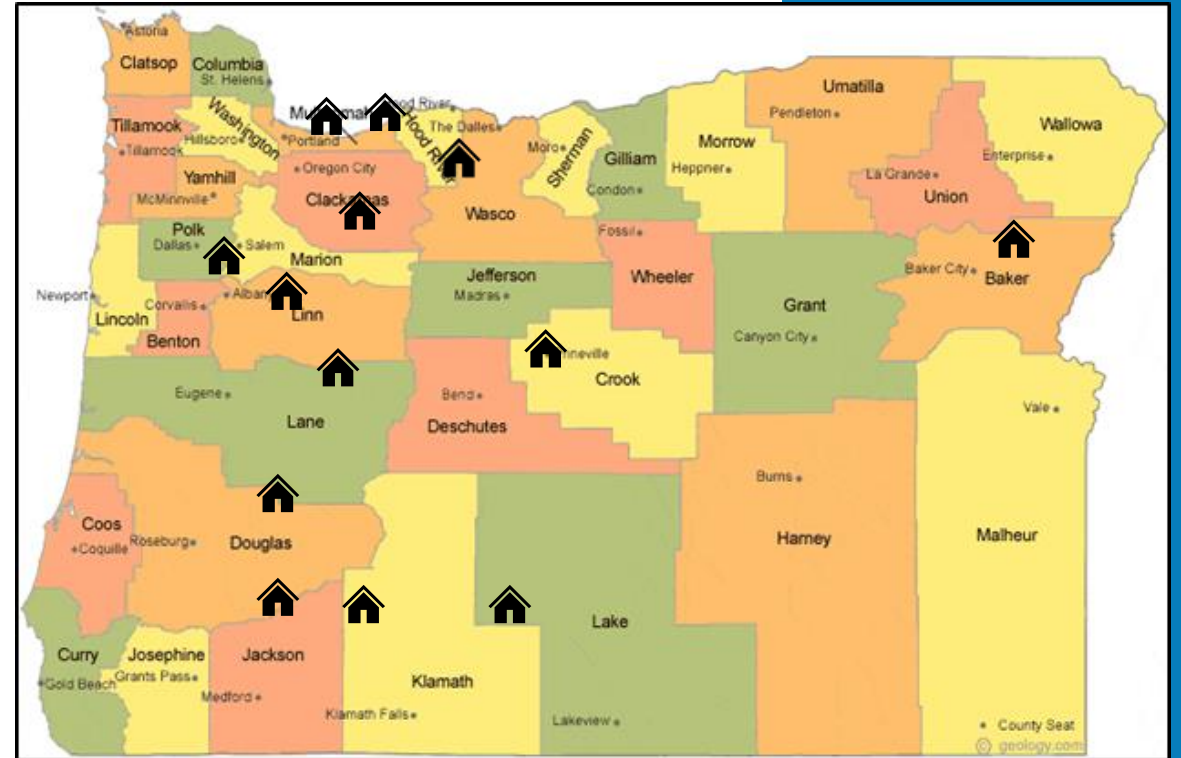 Astoria
Clatsop
Columbia
St. Helens
Tillamook
Tillamook
Washington
Hillsboro
Portland
The Dalles
Moro
Sherman
Gilliam
Condon
Morrow
Heppner
Umatilla
Pendleton
Wallowa
Enterprise
La Grande
Union
Oregon City
Yamhill
McMinnville
Wasco
Polk
Dallas
Salem
Marion
Fossil
Wheeler
Jefferson
Madras
Baker City
Baker
Grant
Canyon City
Newport
Lincoln
Corvallis
Benton
Linn
Crook
Eugene
Lane
Bend
Deschutes
Vale
Burns
Harney
Malheur
Coos
Coquille
Roseburg
Douglas
Lake
Curry
Gold Beach
Josephine
Grants Pass
Jackson
Medford
Klamath
Klamath Falls
Lakeview
County Seat
© geology.com